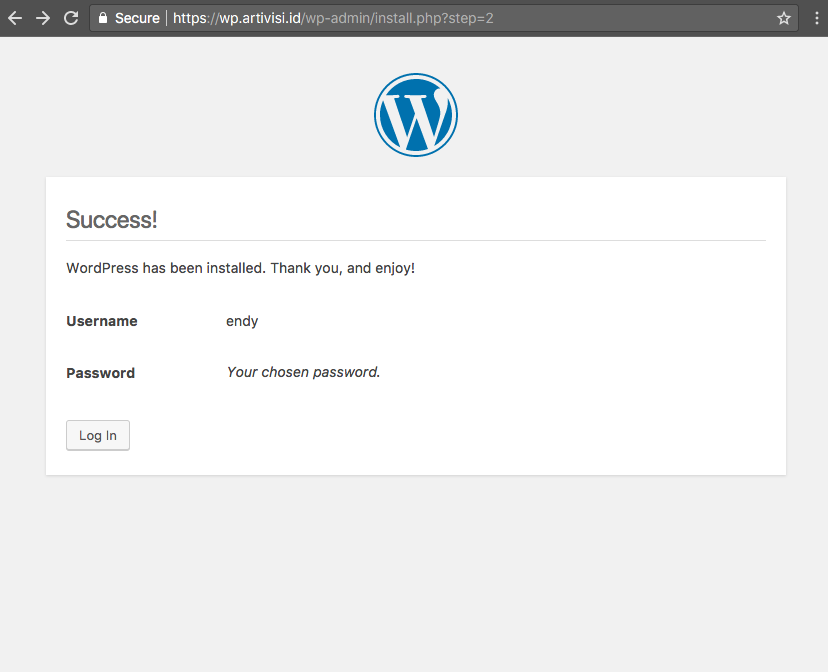 Secure | https://wp.artivisi.id/wp-admin/install.php?step=2
W
Success!
WordPress has been installed. Thank you, and enjoy!
Username endy
Password Your chosen password.
Log In